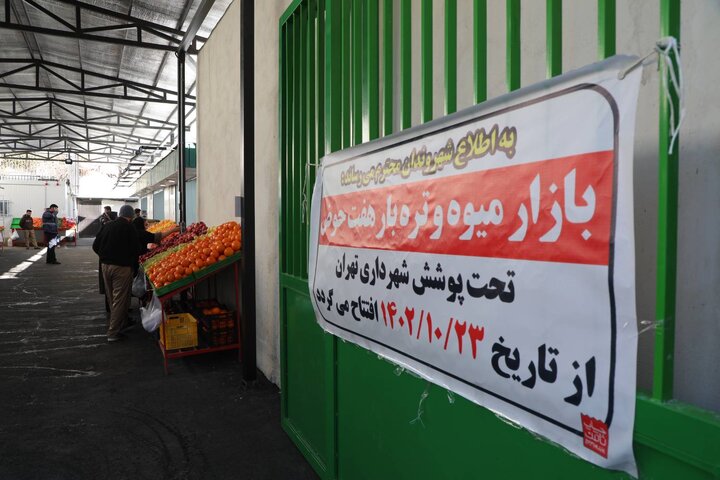 به اطلاع شهروندان محترم می رساند:
بازار میوه و تره بار هفت حوض
تحت پوشش شهرداری تهران
از تاریخ ۱۴۰۲/۱۰/۲۳ افتتاح می گردد
چاپ